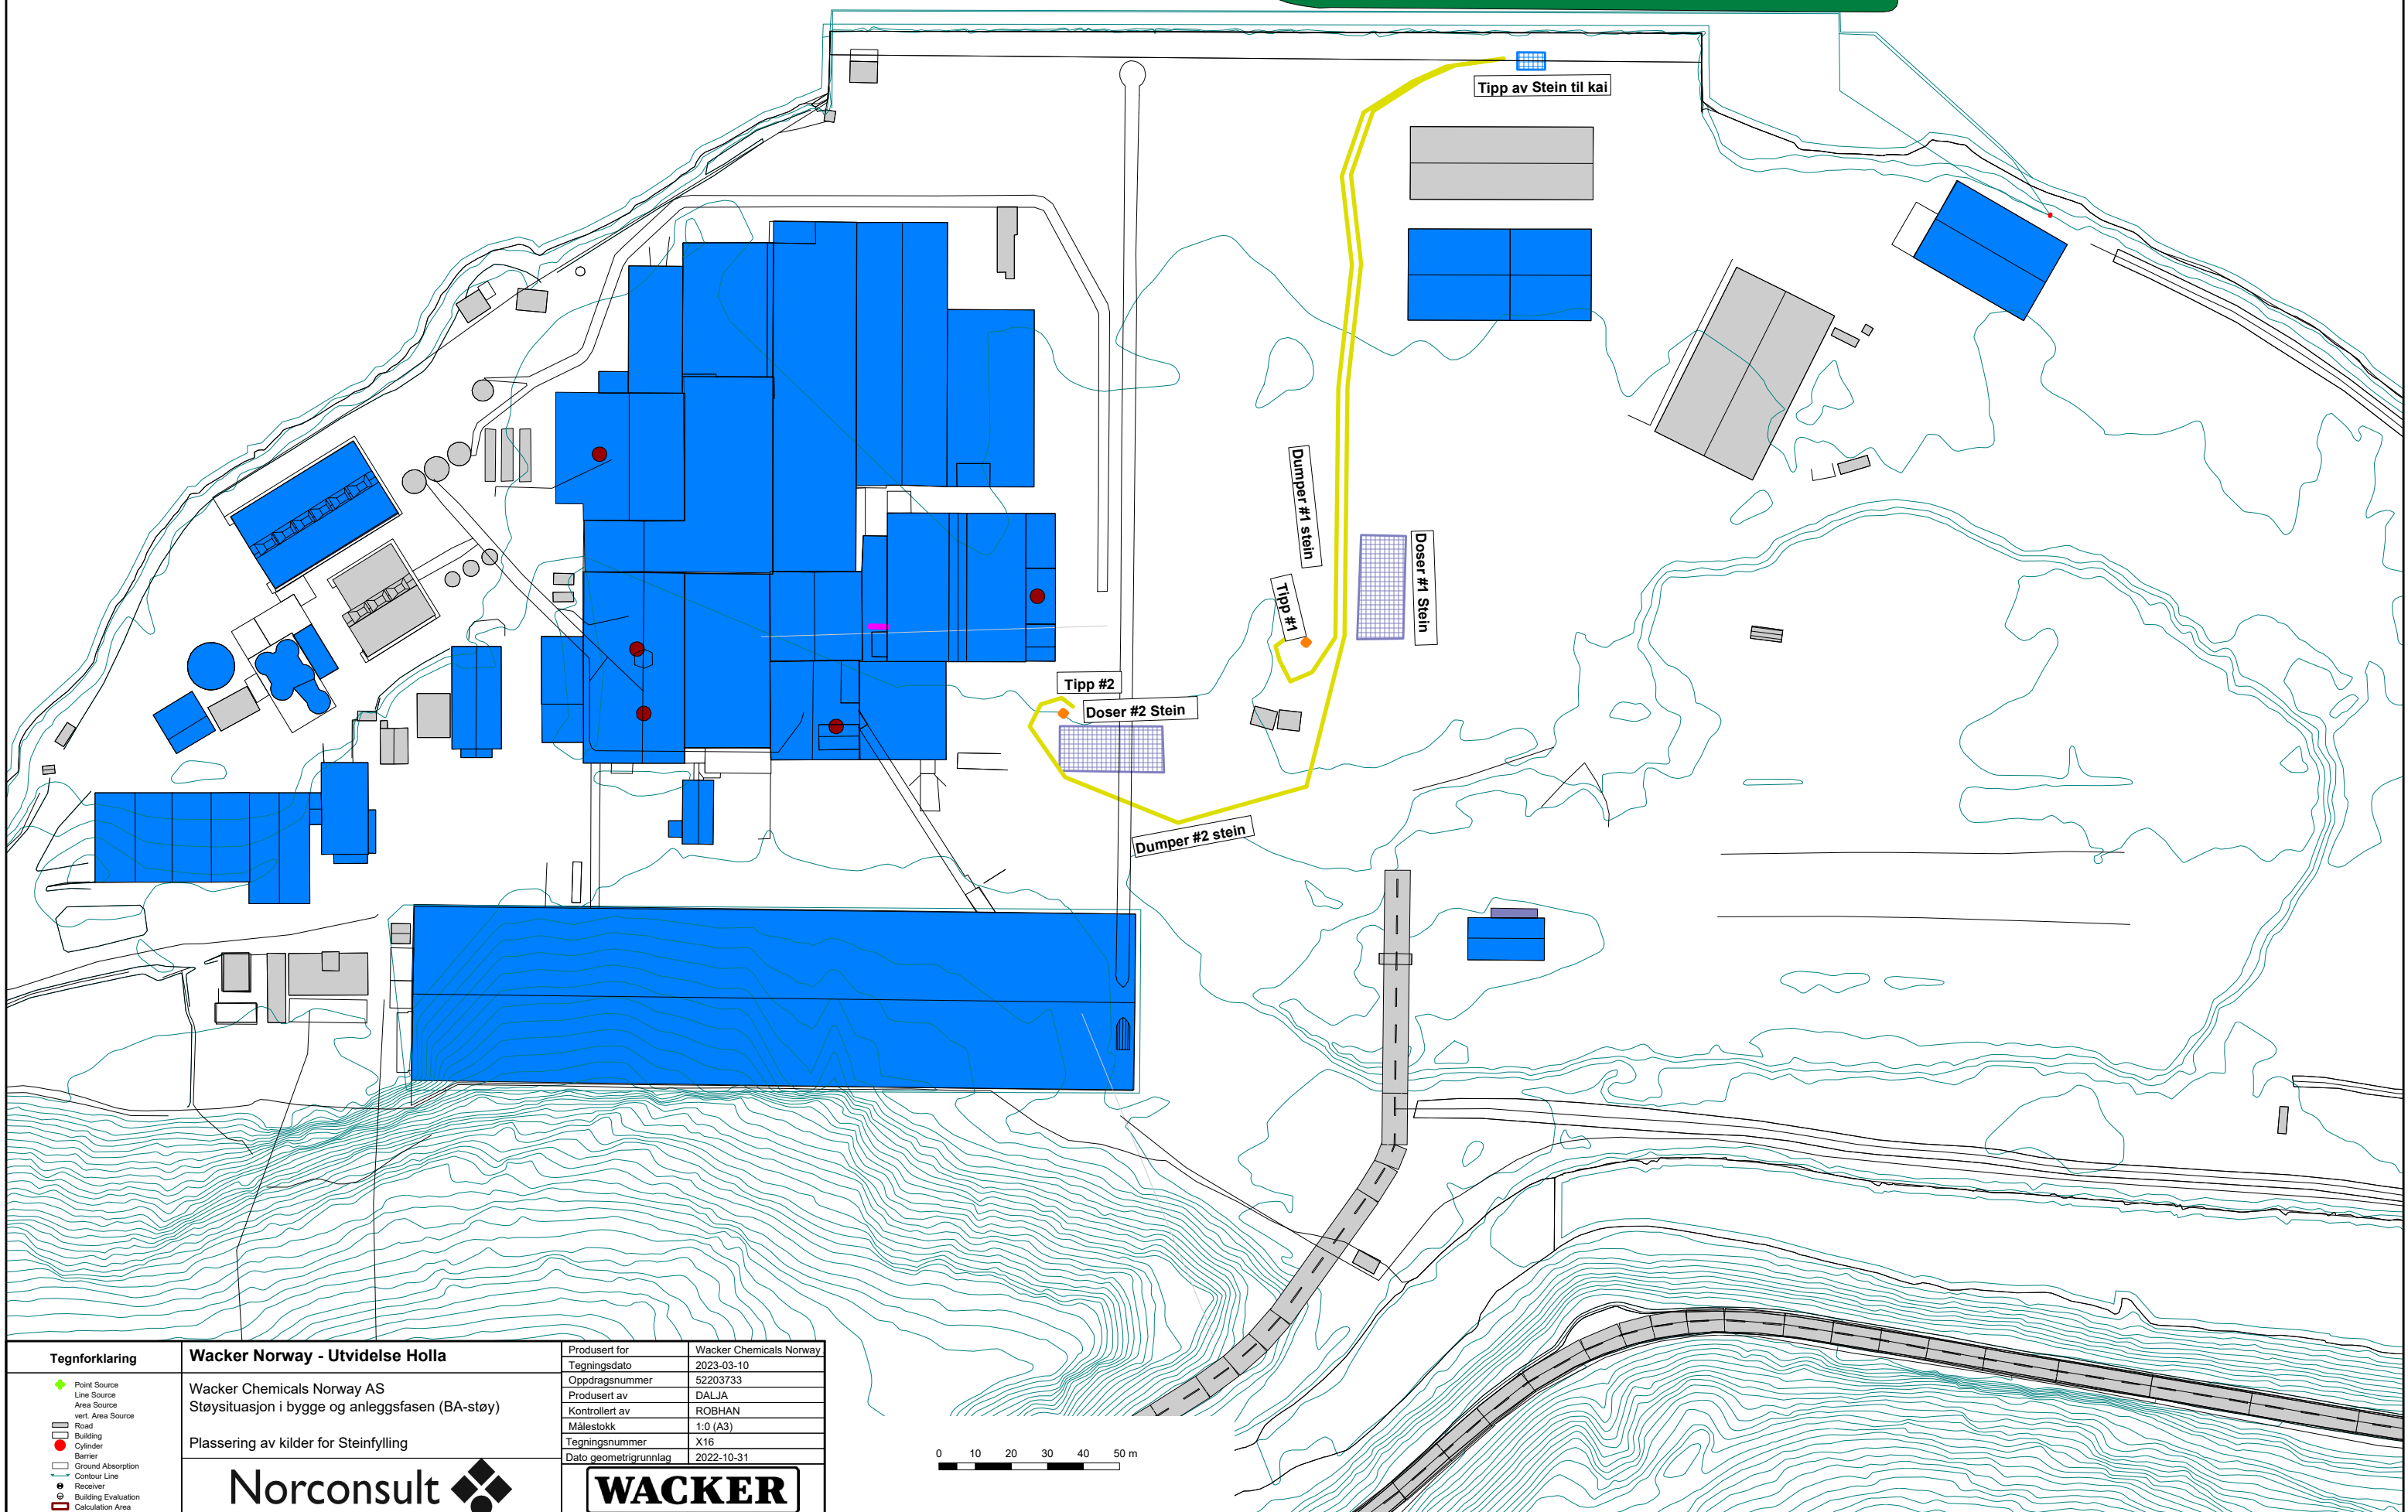 Tipp av Stein til kai
Dumper #1 stein
Doser #1 Stein
Tipp #1
Tipp #2
Doser #2 Stein
Dumper #2 stein
Tegnforklaring
Point Source
Line Source
Area Source
vert. Area Source
Road
Building
Cylinder
Barrier
Ground Absorption
Contour Line
Receiver
Building Evaluation
Calculation Area
Wacker Norway - Utvidelse Holla
Wacker Chemicals Norway AS
Støysituasjon i bygge og anleggsfasen (BA-støy)
Plassering av kilder for Steinfylling
Norconsult
Produsert for Wacker Chemicals Norway
Tegningsdato 2023-03-10
Oppdragsnummer 52203733
Produsert av DALJA
Kontrollert av ROBHAN
Målestokk 1:0 (A3)
Tegningsnummer X16
Dato geometrigrunnlag 2022-10-31
WACKER
0 10 20 30 40 50 m